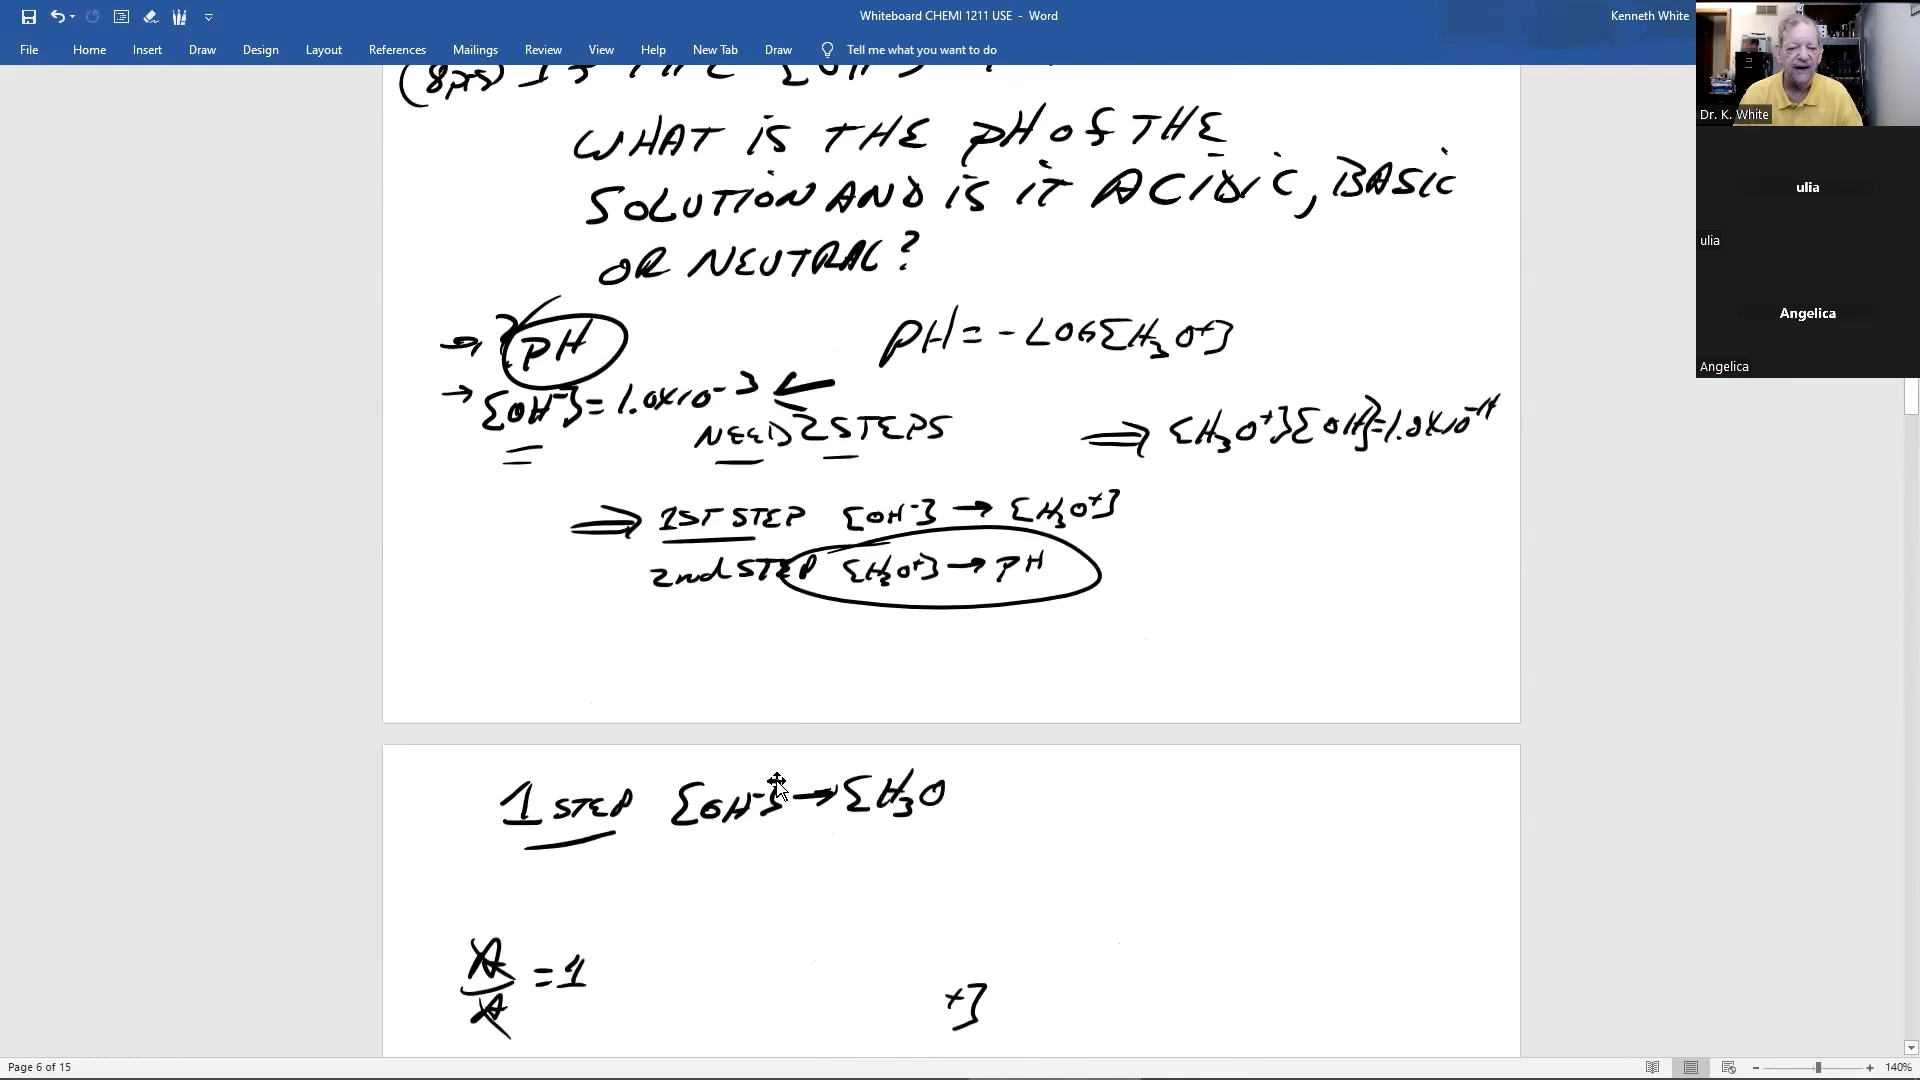 Whiteboard CHEMI 1211 USE - Word
Kenneth White
File Home Insert Draw Design Layout References Mailings Review View Help New Tab Draw Tell me what you want to do
Dr. K. White
ulia
ulia
Angelica
Angelica
(8pts) IF THE [OH-]
WHAT IS THE pH OF THE
SOLUTION AND IS IT ACIDIC, BASIC
OR NEUTRAL?
→ ? pH
pH = -LOG[H3O+]
→ [OH-] = 1.0X10-3 ←
NEED 2 STEPS
⇒ [H3O+][OH-]=1.0X10-14
⇒ 1ST STEP [OH-] → [H3O+]
2nd STEP [H3O+] → PH
1 STEP [OH-] → [H3O
A/A = 1
+]
Page 6 of 15
140%